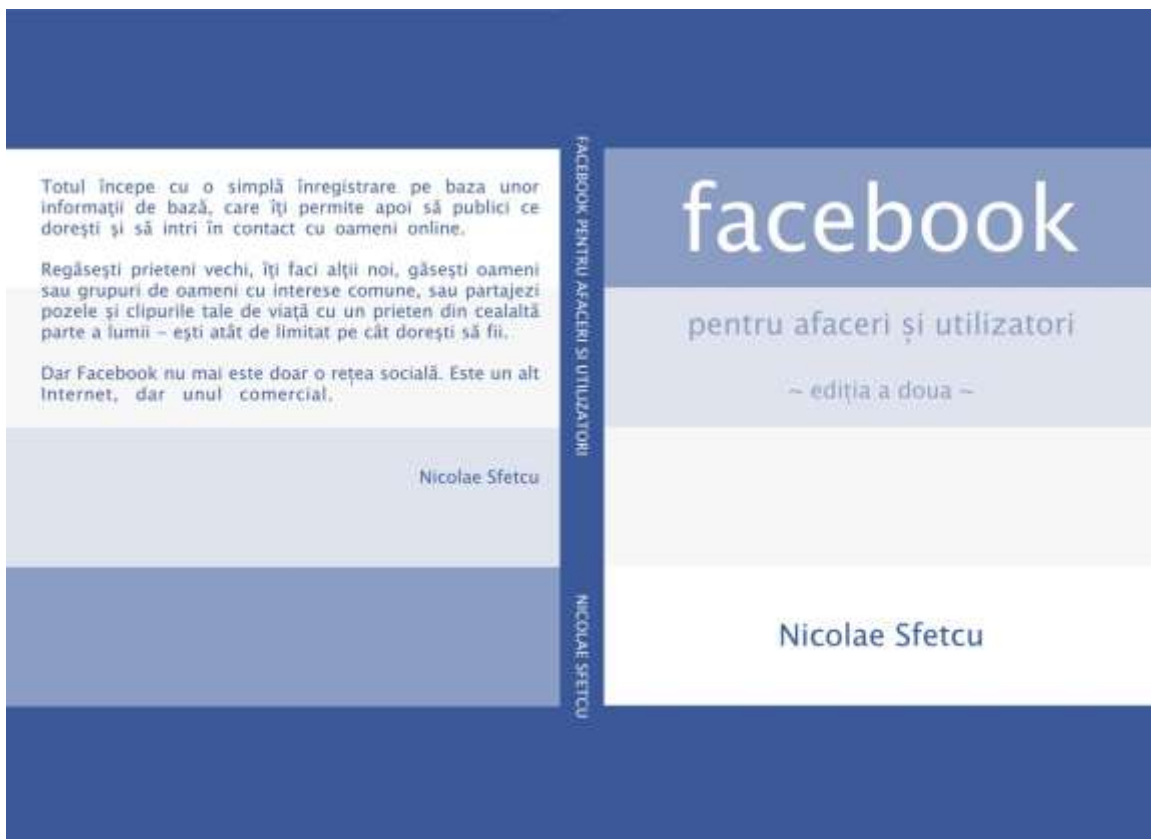 Totul începe cu o simplă înregistrare pe baza unor
informaţii de bază, care îţi permite apoi să publici ce
doreşti şi să intri în contact cu oameni online.
Regăseşti prieteni vechi, îţi faci alţii noi, găseşti oameni
sau grupuri de oameni cu interese comune, sau partajezi
pozele şi clipurile tale de viaţă cu un prieten din cealaltă
parte a lumii – eşti atât de limitat pe cât doreşti să fii.
Dar Facebook nu mai este doar o reţea socială. Este un alt
Internet, dar unul comercial.
Nicolae Sfetcu
FACEBOOK PENTRU AFACERI ȘI UTILIZATORI
NICOLAE SFETCU
facebook
pentru afaceri și utilizatori
~ ediția a doua ~
Nicolae Sfetcu